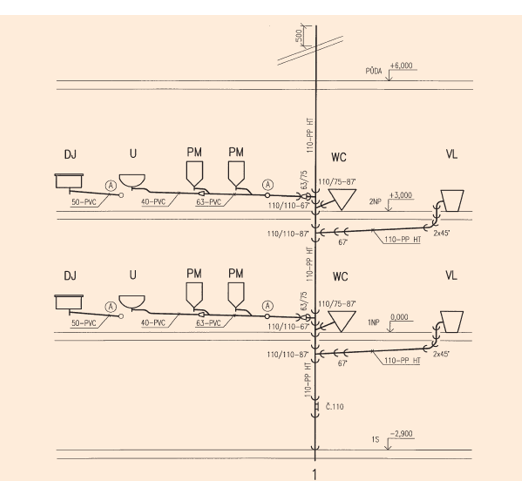 500
PŮDA +6,000
110-PP HT
DJ U PM PM WC VL
A A 63/75 110/75-87°
50-PVC 40-PVC 63-PVC 110/110-67° 2NP +3,000
110/110-87° 67° 110-PP HT 2x45°
110-PP HT
DJ U PM PM WC VL
A A 63/75 110/75-87°
50-PVC 40-PVC 63-PVC 110/110-67° 1NP 0,000
110/110-87° 67° 110-PP HT 2x45°
110-PP HT
Č.110
1S -2,900
1